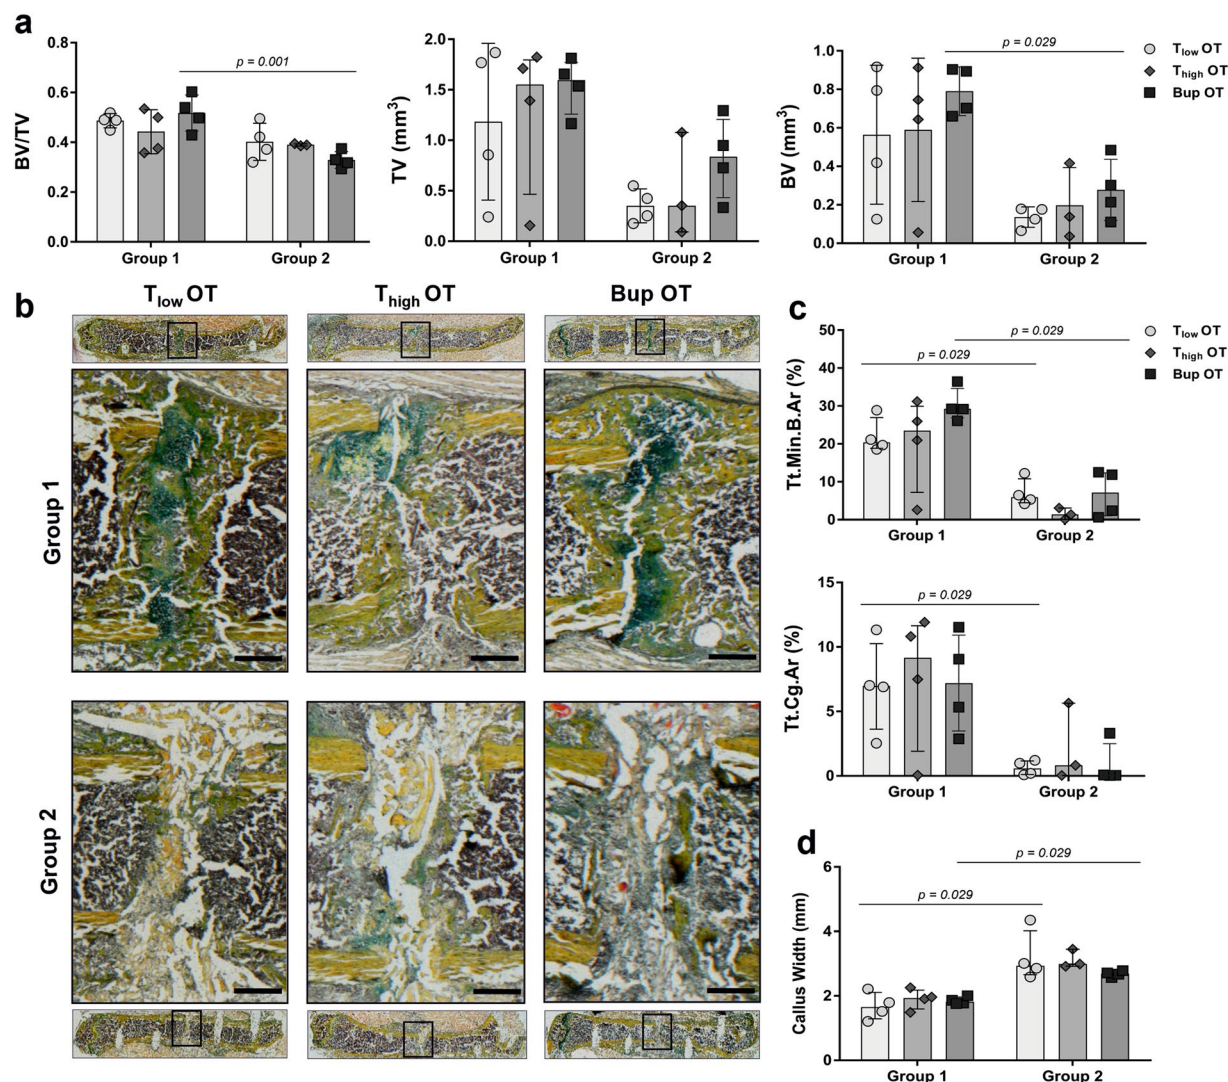 a
0.8
0.6
0.4
0.2
0.0
BV/TV
p = 0.001
Group 1 Group 2
2.0
1.5
1.0
0.5
0.0
TV (mm³)
Group 1 Group 2
1.0
0.8
0.6
0.4
0.2
0.0
BV (mm³)
p = 0.029
Group 1 Group 2
Tlow OT
Thigh OT
Bup OT
b
Tlow OT Thigh OT Bup OT
Group 1
Group 2
c
50
40
30
20
10
0
Tt.Min.B.Ar (%)
p = 0.029
p = 0.029
Group 1 Group 2
Tlow OT
Thigh OT
Bup OT
15
10
5
0
Tt.Cg.Ar (%)
p = 0.029
Group 1 Group 2
d
6
4
2
0
Callus Width (mm)
p = 0.029
p = 0.029
Group 1 Group 2